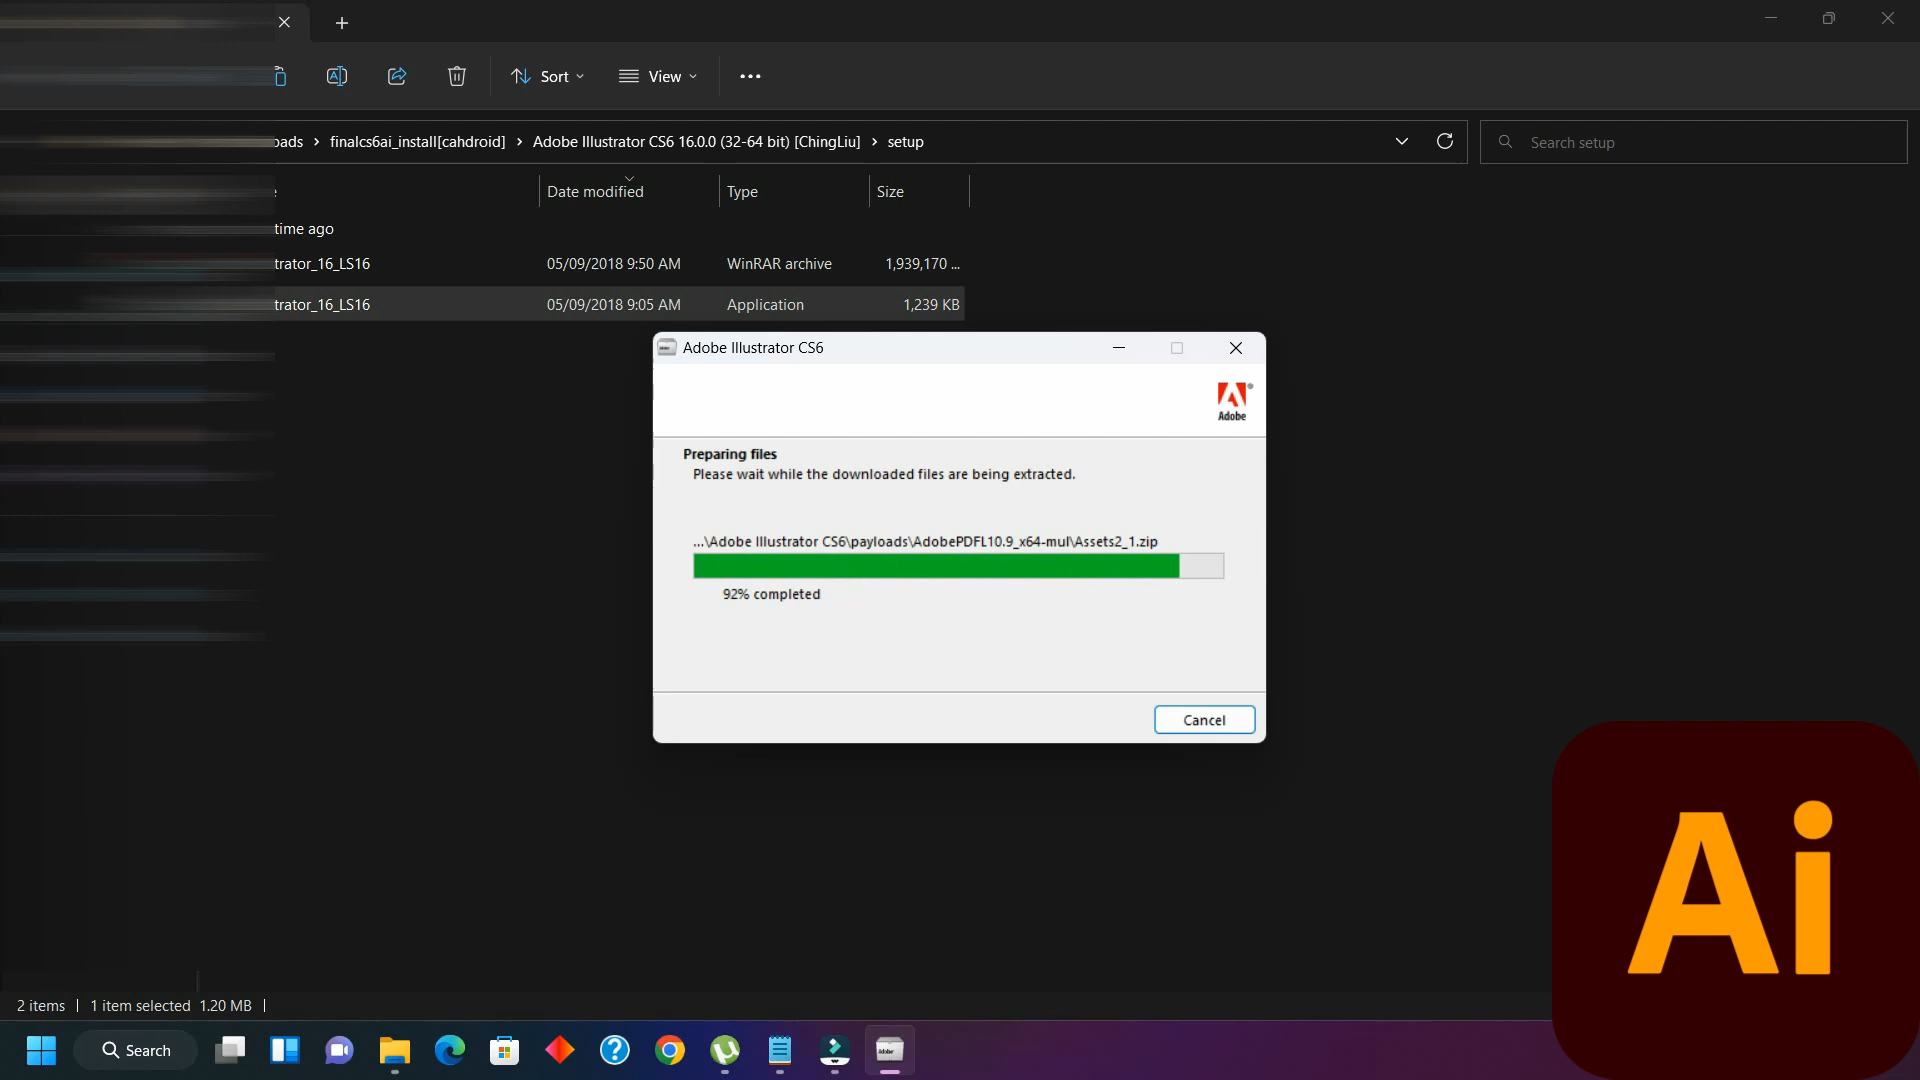 Sort
View
oads > finalcs6ai_install[cahdroid] > Adobe Illustrator CS6 16.0.0 (32-64 bit) [ChingLiu] > setup
Search setup
Date modified Type Size
time ago
trator_16_LS16 05/09/2018 9:50 AM WinRAR archive 1,939,170 ...
trator_16_LS16 05/09/2018 9:05 AM Application 1,239 KB
Adobe Illustrator CS6
Adobe
Preparing files
Please wait while the downloaded files are being extracted.
...\Adobe Illustrator CS6\payloads\AdobePDFL10.9_x64-mul\Assets2_1.zip
92% completed
Cancel
Ai
2 items 1 item selected 1.20 MB
Search
Adobe